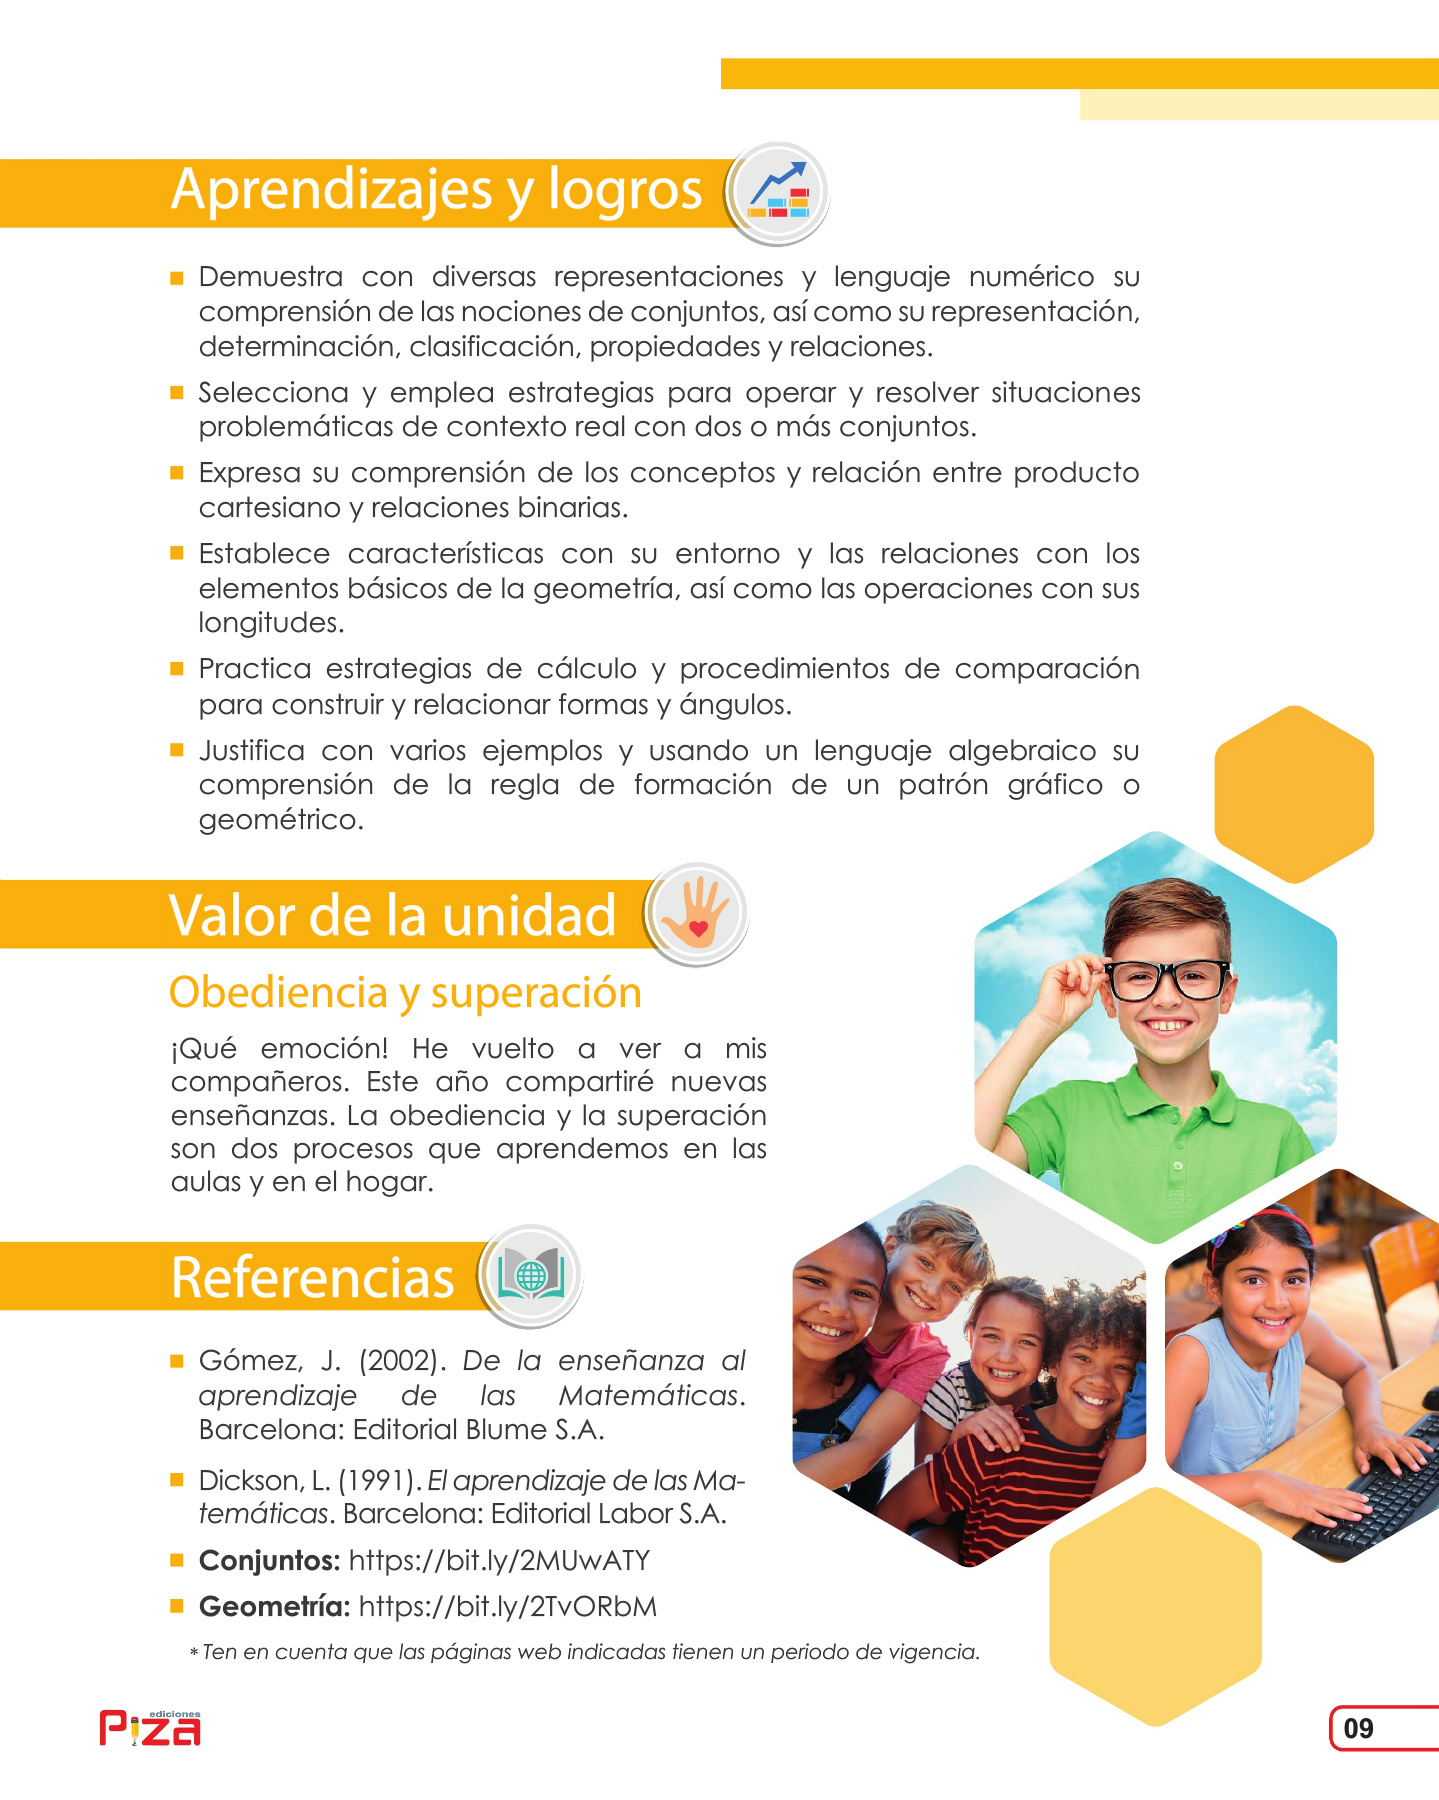 Aprendizajes y logros
Demuestra con diversas representaciones y lenguaje numérico su
comprensión de las nociones de conjuntos, así como su representación,
determinación, clasificación, propiedades y relaciones.
Selecciona y emplea estrategias para operar y resolver situaciones
problemáticas de contexto real con dos o más conjuntos.
Expresa su comprensión de los conceptos y relación entre producto
cartesiano y relaciones binarias.
Establece características con su entorno y las relaciones con los
elementos básicos de la geometría, así como las operaciones con sus
longitudes.
Practica estrategias de cálculo y procedimientos de comparación
para construir y relacionar formas y ángulos.
Justifica con varios ejemplos y usando un lenguaje algebraico su
comprensión de la regla de formación de un patrón gráfico o
geométrico.
Valor de la unidad
Obediencia y superación
¡Qué emoción! He vuelto a ver a mis
compañeros. Este año compartiré nuevas
enseñanzas. La obediencia y la superación
son dos procesos que aprendemos en las
aulas y en el hogar.
Referencias
Gómez, J. (2002). De la enseñanza al
aprendizaje de las Matemáticas.
Barcelona: Editorial Blume S.A.
Dickson, L. (1991). El aprendizaje de las Ma-
temáticas. Barcelona: Editorial Labor S.A.
Conjuntos: https://bit.ly/2MUwATY
Geometría: https://bit.ly/2TvORbM
* Ten en cuenta que las páginas web indicadas tienen un periodo de vigencia.
ediciones
Piza
09